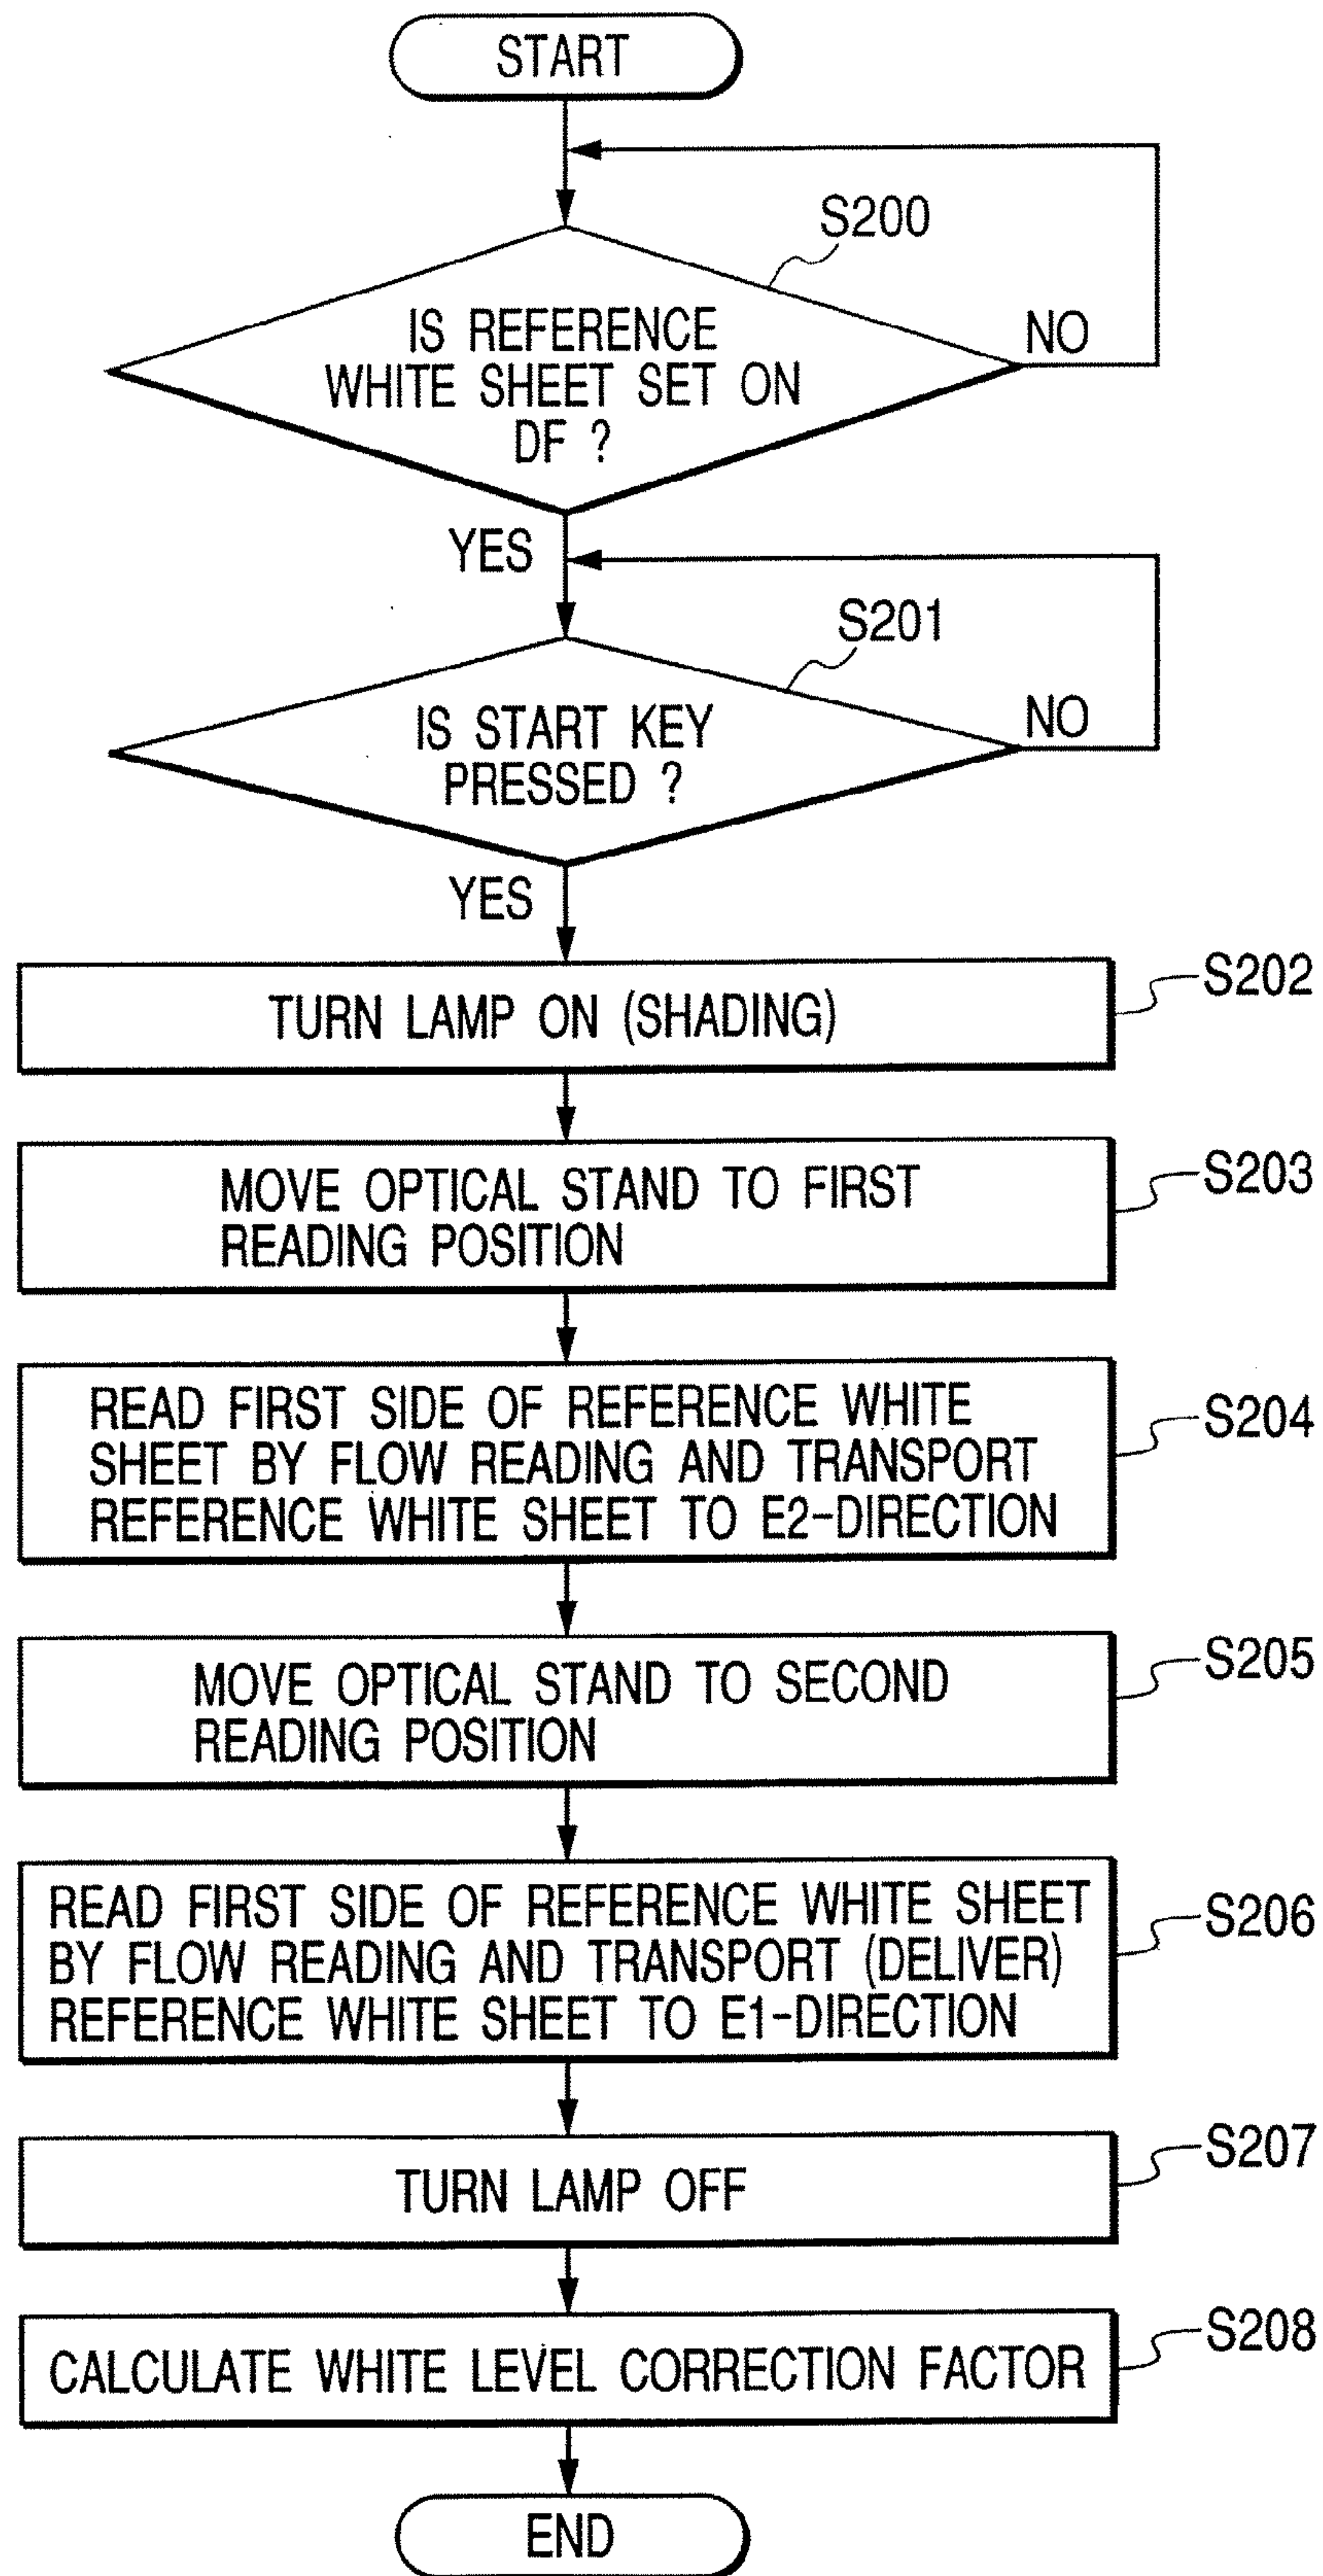 START
S200
IS REFERENCE
WHITE SHEET SET ON
DF ?
NO
YES
S201
IS START KEY
PRESSED ?
NO
YES
TURN LAMP ON (SHADING)
S202
MOVE OPTICAL STAND TO FIRST
READING POSITION
S203
READ FIRST SIDE OF REFERENCE WHITE
SHEET BY FLOW READING AND TRANSPORT
REFERENCE WHITE SHEET TO E2-DIRECTION
S204
MOVE OPTICAL STAND TO SECOND
READING POSITION
S205
READ FIRST SIDE OF REFERENCE WHITE SHEET
BY FLOW READING AND TRANSPORT (DELIVER)
REFERENCE WHITE SHEET TO E1-DIRECTION
S206
TURN LAMP OFF
S207
CALCULATE WHITE LEVEL CORRECTION FACTOR
S208
END